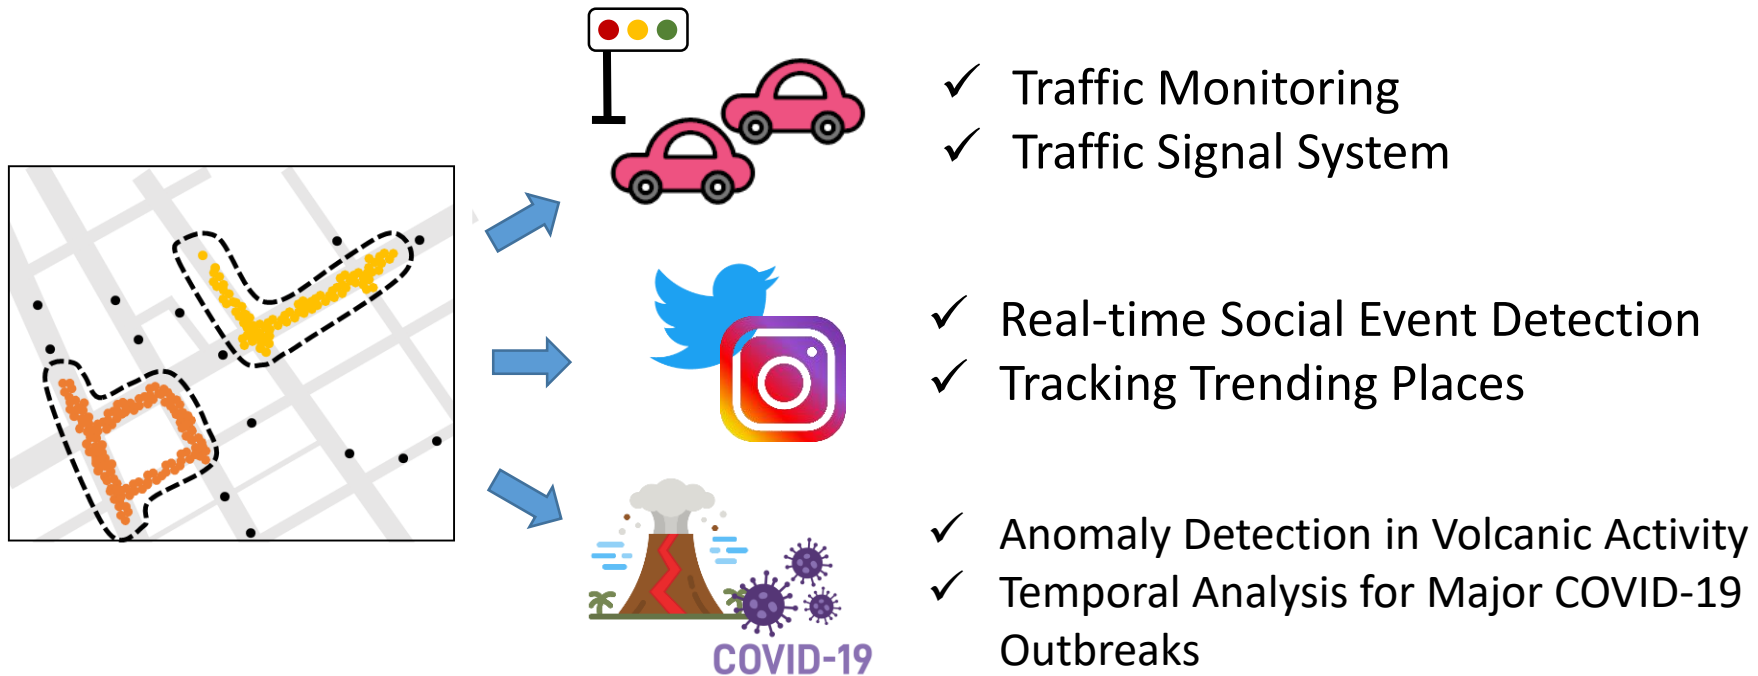 ✓ Traffic Monitoring
✓ Traffic Signal System
✓ Real-time Social Event Detection
✓ Tracking Trending Places
✓ Anomaly Detection in Volcanic Activity
✓ Temporal Analysis for Major COVID-19
Outbreaks
COVID-19